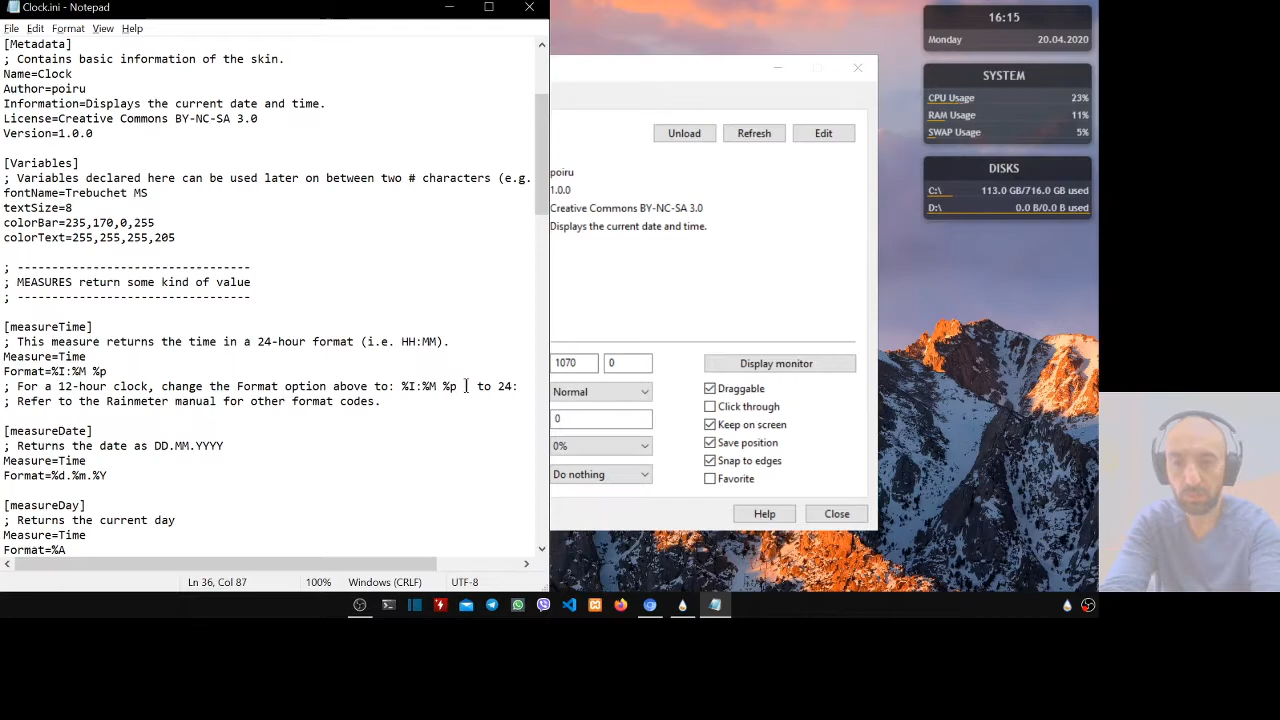 Clock.ini - Notepad
File Edit Format View Help
[Metadata]
; Contains basic information of the skin.
Name=Clock
Author=poiru
Information=Displays the current date and time.
License=Creative Commons BY-NC-SA 3.0
Version=1.0.0
[Variables]
; Variables declared here can be used later on between two # characters (e.g.
fontName=Trebuchet MS
textSize=8
colorBar=235,170,0,255
colorText=255,255,255,205
; ----------------------------------
; MEASURES return some kind of value
; ----------------------------------
[measureTime]
; This measure returns the time in a 24-hour format (i.e. HH:MM).
Measure=Time
Format=%I:%M %p
; For a 12-hour clock, change the Format option above to: %I:%M %p to 24:
; Refer to the Rainmeter manual for other format codes.
[measureDate]
; Returns the date as DD.MM.YYYY
Measure=Time
Format=%d.%m.%Y
[measureDay]
; Returns the current day
Measure=Time
Format=%A
Ln 36, Col 87 100% Windows (CRLF) UTF-8
Unload Refresh Edit
poiru
1.0.0
Creative Commons BY-NC-SA 3.0
Displays the current date and time.
1070 0 Display monitor
Normal
0
0%
Do nothing
Draggable
Click through
Keep on screen
Save position
Snap to edges
Favorite
Help Close
16:15
Monday 20.04.2020
SYSTEM
CPU Usage 23%
RAM Usage 11%
SWAP Usage 5%
DISKS
C:\ 113.0 GB/716.0 GB used
D:\ 0.0 B/0.0 B used